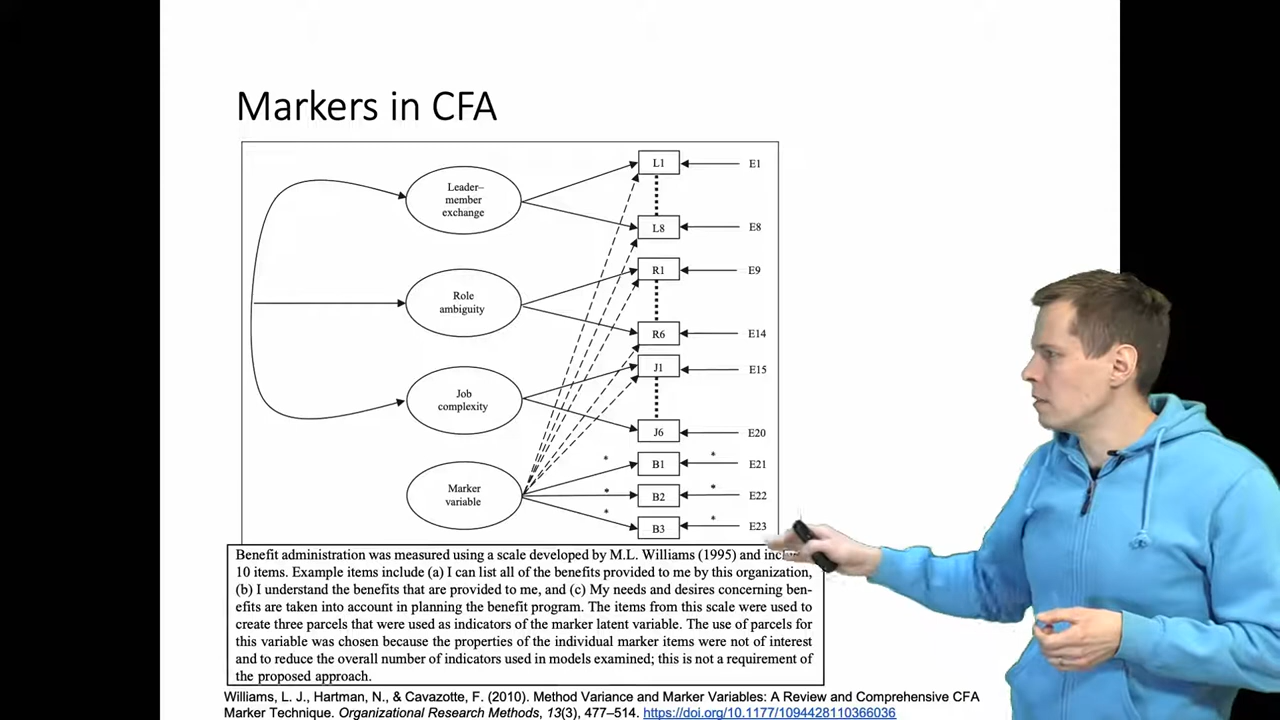 Markers in CFA
Leader–
member
exchange
Role
ambiguity
Job
complexity
Marker
variable
L1
E1
L8
E8
R1
E9
R6
E14
J1
E15
J6
E20
*
B1
*
E21
*
B2
*
E22
*
B3
*
E23
Benefit administration was measured using a scale developed by M.L. Williams (1995) and
10 items. Example items include (a) I can list all of the benefits provided to me by this organization,
(b) I understand the benefits that are provided to me, and (c) My needs and desires concerning ben-
efits are taken into account in planning the benefit program. The items from this scale were used to
create three parcels that were used as indicators of the marker latent variable. The use of parcels for
this variable was chosen because the properties of the individual marker items were not of interest
and to reduce the overall number of indicators used in models examined; this is not a requirement of
the proposed approach.
Williams, L. J., Hartman, N., & Cavazotte, F. (2010). Method Variance and Marker Variables: A Review and Comprehensive CFA
Marker Technique. Organizational Research Methods, 13(3), 477–514. https://doi.org/10.1177/1094428110366036